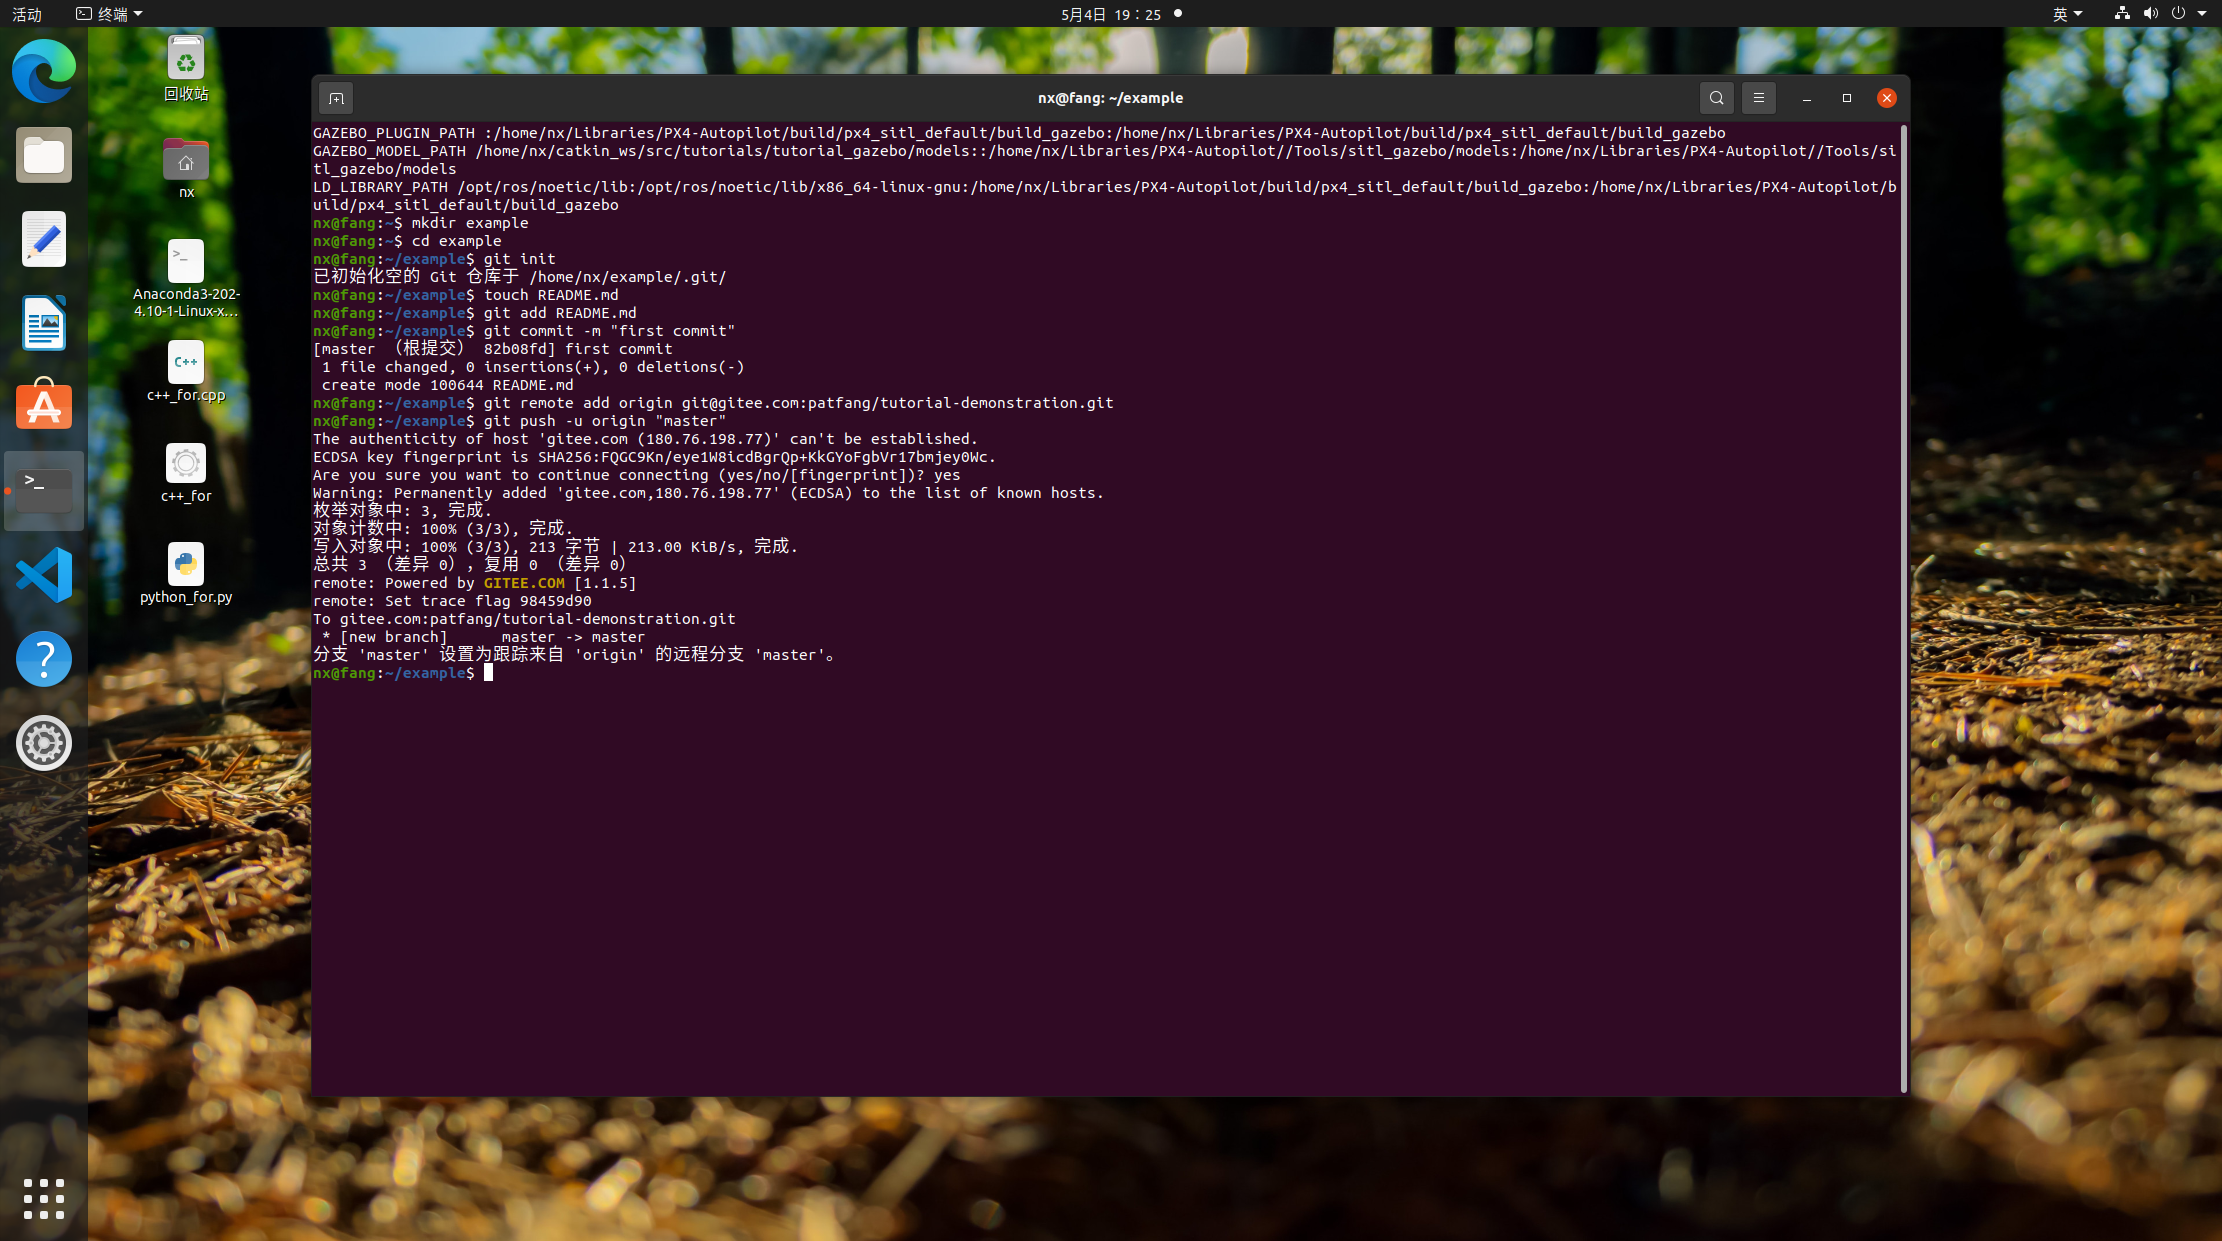 活动
终端
5月4日 19：25
英
回收站
nx
Anaconda3-202-
4.10-1-Linux-x...
C++
c++_for.cpp
c++_for
python_for.py
nx@fang: ~/example
GAZEBO_PLUGIN_PATH :/home/nx/Libraries/PX4-Autopilot/build/px4_sitl_default/build_gazebo:/home/nx/Libraries/PX4-Autopilot/build/px4_sitl_default/build_gazebo
GAZEBO_MODEL_PATH /home/nx/catkin_ws/src/tutorials/tutorial_gazebo/models::/home/nx/Libraries/PX4-Autopilot//Tools/sitl_gazebo/models:/home/nx/Libraries/PX4-Autopilot//Tools/si
tl_gazebo/models
LD_LIBRARY_PATH /opt/ros/noetic/lib:/opt/ros/noetic/lib/x86_64-linux-gnu:/home/nx/Libraries/PX4-Autopilot/build/px4_sitl_default/build_gazebo:/home/nx/Libraries/PX4-Autopilot/b
uild/px4_sitl_default/build_gazebo
nx@fang:~$ mkdir example
nx@fang:~$ cd example
nx@fang:~/example$ git init
已初始化空的 Git 仓库于 /home/nx/example/.git/
nx@fang:~/example$ touch README.md
nx@fang:~/example$ git add README.md
nx@fang:~/example$ git commit -m "first commit"
[master （根提交） 82b08fd] first commit
 1 file changed, 0 insertions(+), 0 deletions(-)
 create mode 100644 README.md
nx@fang:~/example$ git remote add origin git@gitee.com:patfang/tutorial-demonstration.git
nx@fang:~/example$ git push -u origin "master"
The authenticity of host 'gitee.com (180.76.198.77)' can't be established.
ECDSA key fingerprint is SHA256:FQGC9Kn/eye1W8icdBgrQp+KkGYoFgbVr17bmjey0Wc.
Are you sure you want to continue connecting (yes/no/[fingerprint])? yes
Warning: Permanently added 'gitee.com,180.76.198.77' (ECDSA) to the list of known hosts.
枚举对象中: 3, 完成.
对象计数中: 100% (3/3), 完成.
写入对象中: 100% (3/3), 213 字节 | 213.00 KiB/s, 完成.
总共 3 （差异 0），复用 0 （差异 0）
remote: Powered by GITEE.COM [1.1.5]
remote: Set trace flag 98459d90
To gitee.com:patfang/tutorial-demonstration.git
 * [new branch]      master -> master
分支 'master' 设置为跟踪来自 'origin' 的远程分支 'master'。
nx@fang:~/example$